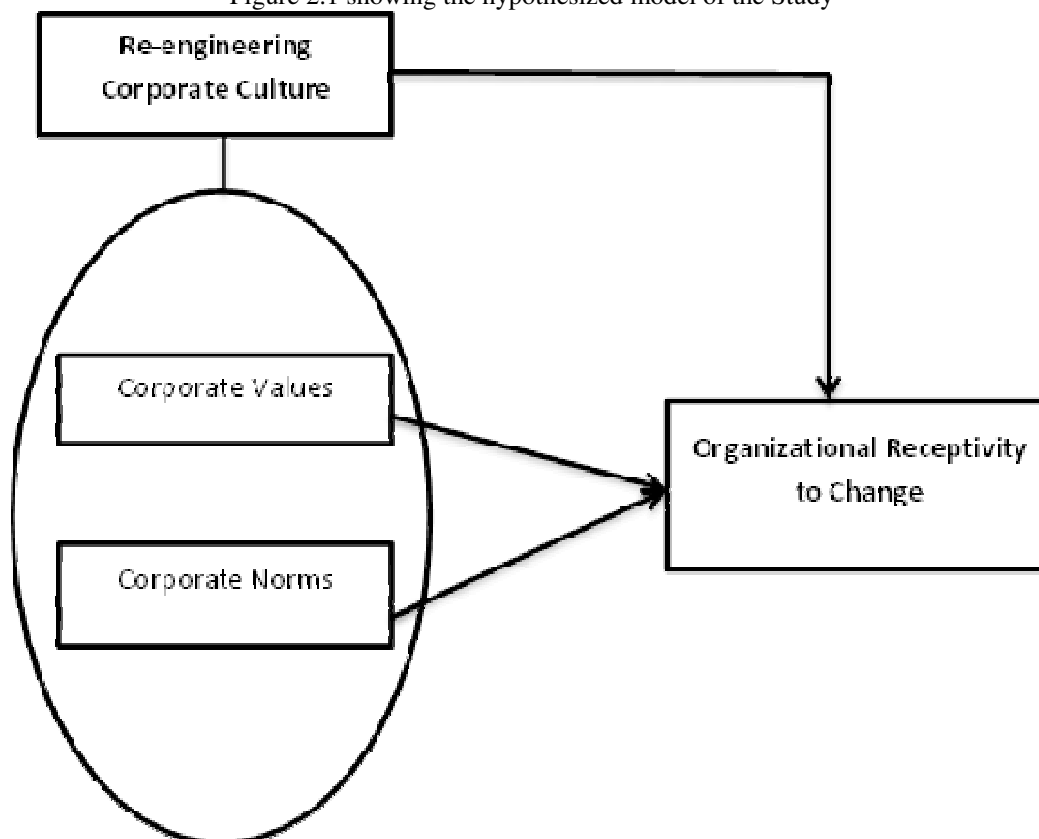 Figure 2.1 showing the hypothesized model of the Study
Re-engineering
Corporate Culture
Corporate Values
Organizational Receptivity
to Change
Corporate Norms